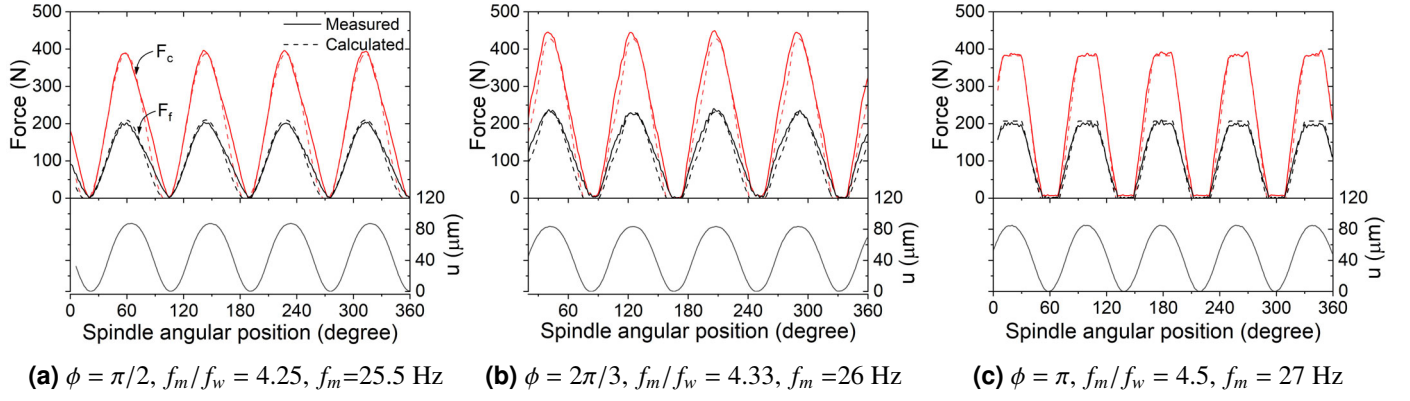 500
400
300
200
100
0
Force (N)
Measured
Calculated
F_c
F_f
120
80
40
0
u (μm)
0 60 120 180 240 300 360
Spindle angular position (degree)
(a) ϕ = π/2, f_m/f_w = 4.25, f_m=25.5 Hz
500
400
300
200
100
0
Force (N)
120
80
40
0
u (μm)
60 120 180 240 300 360
Spindle angular position (degree)
(b) ϕ = 2π/3, f_m/f_w = 4.33, f_m =26 Hz
500
400
300
200
100
0
Force (N)
120
80
40
0
u (μm)
0 60 120 180 240 300 360
Spindle angular position (degree)
(c) ϕ = π, f_m/f_w = 4.5, f_m = 27 Hz